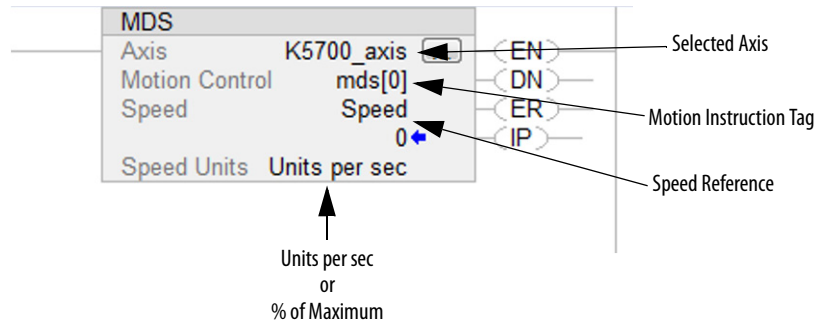 MDS
Axis K5700_axis EN Selected Axis
Motion Control mds[0] DN
Speed Speed ER Motion Instruction Tag
0 IP
Speed Units Units per sec Speed Reference
Units per sec
or
% of Maximum